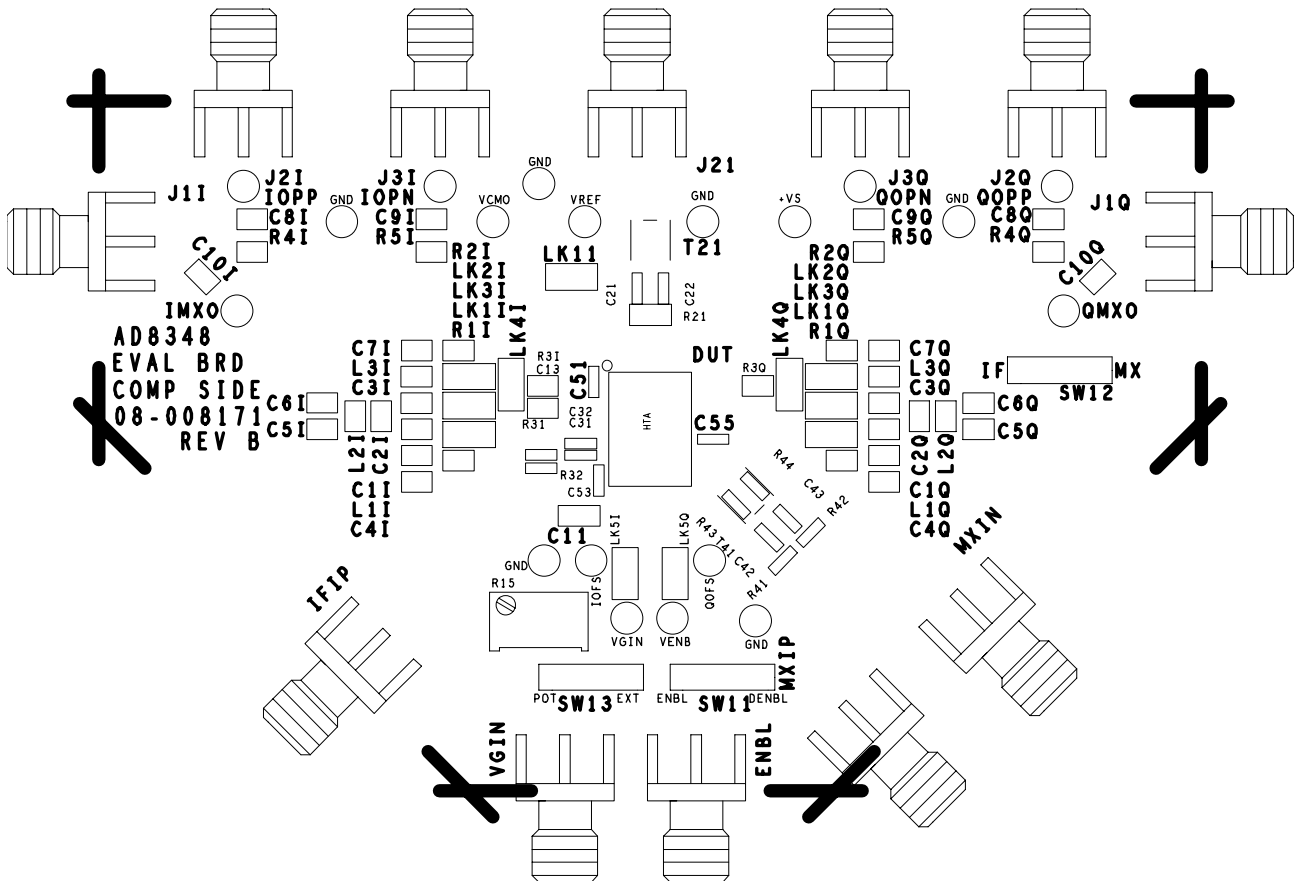 GND
J21
J1I
J2I
IOPP
C8I
R4I
GND
J3I
IOPN
C9I
R5I
VCMO
VREF
GND
T21
+VS
J3Q
QOPN
C9Q
R5Q
GND
J2Q
QOPP
C8Q
R4Q
J1Q
C10I
C10Q
R2I
LK2I
LK3I
LK1I
R1I
LK4I
LK11
C21
C22
R21
R2Q
LK2Q
LK3Q
LK1Q
R1Q
LK4Q
IMXO
QMXO
AD8348
EVAL BRD
COMP SIDE
08-008171
REV B
C7I
L3I
C3I
C6I
C5I
L2I
C2I
C1I
L1I
C4I
R3I
C13
C51
R31
C32
C31
R32
C53
DUT
HTA
C55
R3Q
C7Q
L3Q
C3Q
IF
MX
SW12
C6Q
C5Q
C2Q
L2Q
C1Q
L1Q
C4Q
R44
C43
R42
R43
T41
C42
R41
C11
LK5I
LK5Q
GND
IOFS
QOFS
R15
VGIN
VENB
GND
IFIP
MXIN
MXIP
POT
SW13
EXT
ENBL
SW11
DENBL
VGIN
ENBL